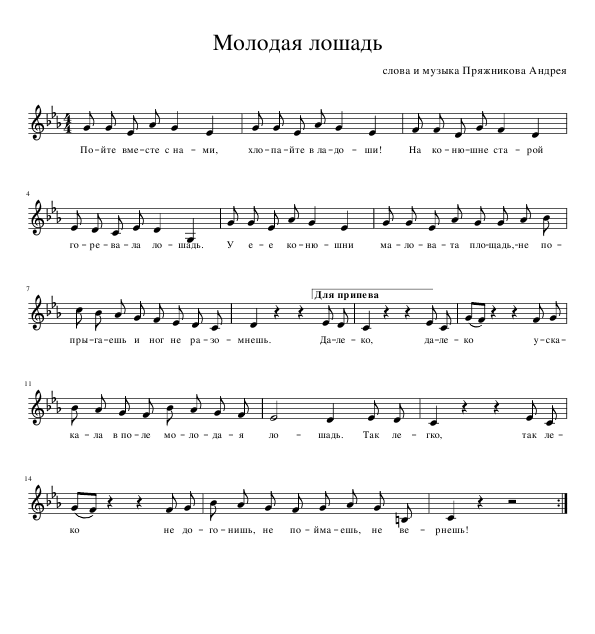 Молодая лошадь
слова и музыка Пряжникова Андрея
По–йте вме–сте с на – ми, хло–па–йте в ла–до – ши! На ко–ню–шне ста – рой
4
го – ре – ва – ла ло – шадь. У е – е ко – ню – шни ма – ло – ва – та пло–щадь,–не по –
7
Для припева
пры–га–ешь и ног не ра – зо – мнешь. Да–ле – ко, да–ле – ко у–ска–
11
ка – ла в по–ле мо – ло – да – я ло – шадь. Так ле – гко, так ле –
14
ко не до – го–нишь, не по – йма–ешь, не ве – рнешь!